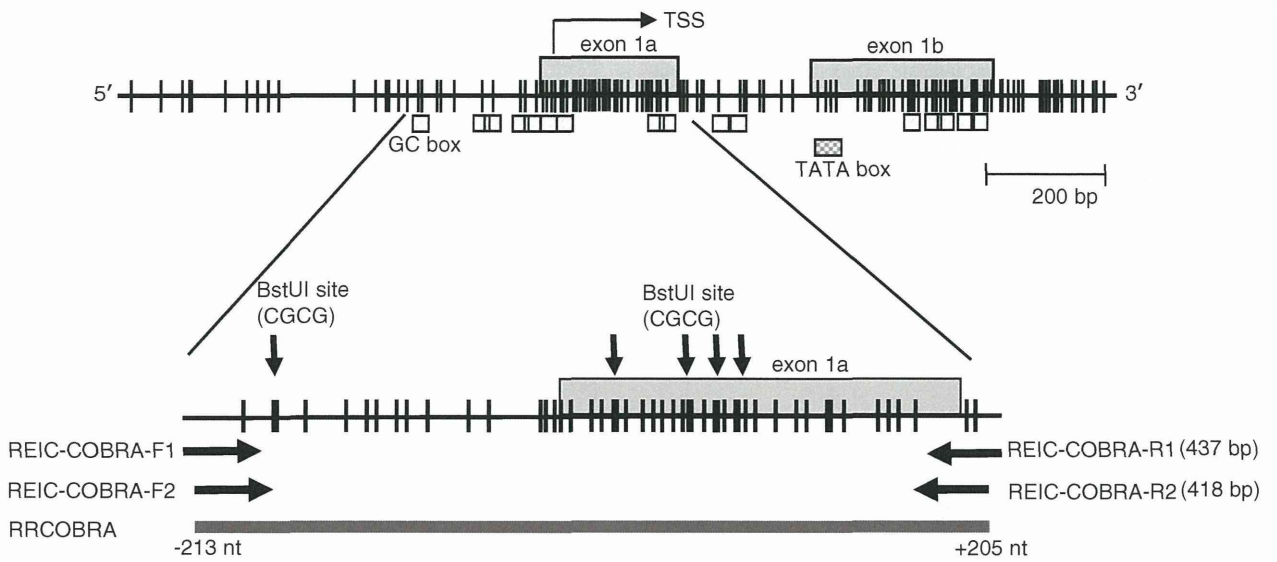 TSS
exon 1a
exon 1b
5′
3′
GC box
TATA box
200 bp
BstUI site
(CGCG)
BstUI site
(CGCG)
exon 1a
REIC-COBRA-F1
REIC-COBRA-R1 (437 bp)
REIC-COBRA-F2
REIC-COBRA-R2 (418 bp)
RRCOBRA
-213 nt
+205 nt